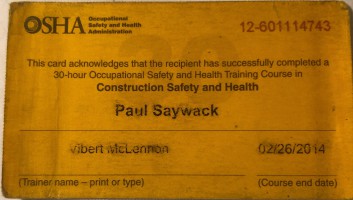 OSHA
Occupational
Safety and Health
Administration
12-601114743
This card acknowledges that the recipient has successfully completed a
30-hour Occupational Safety and Health Training Course in
Construction Safety and Health
Paul Saywack
Vibert McLennon
02/26/2014
(Trainer name – print or type)
(Course end date)